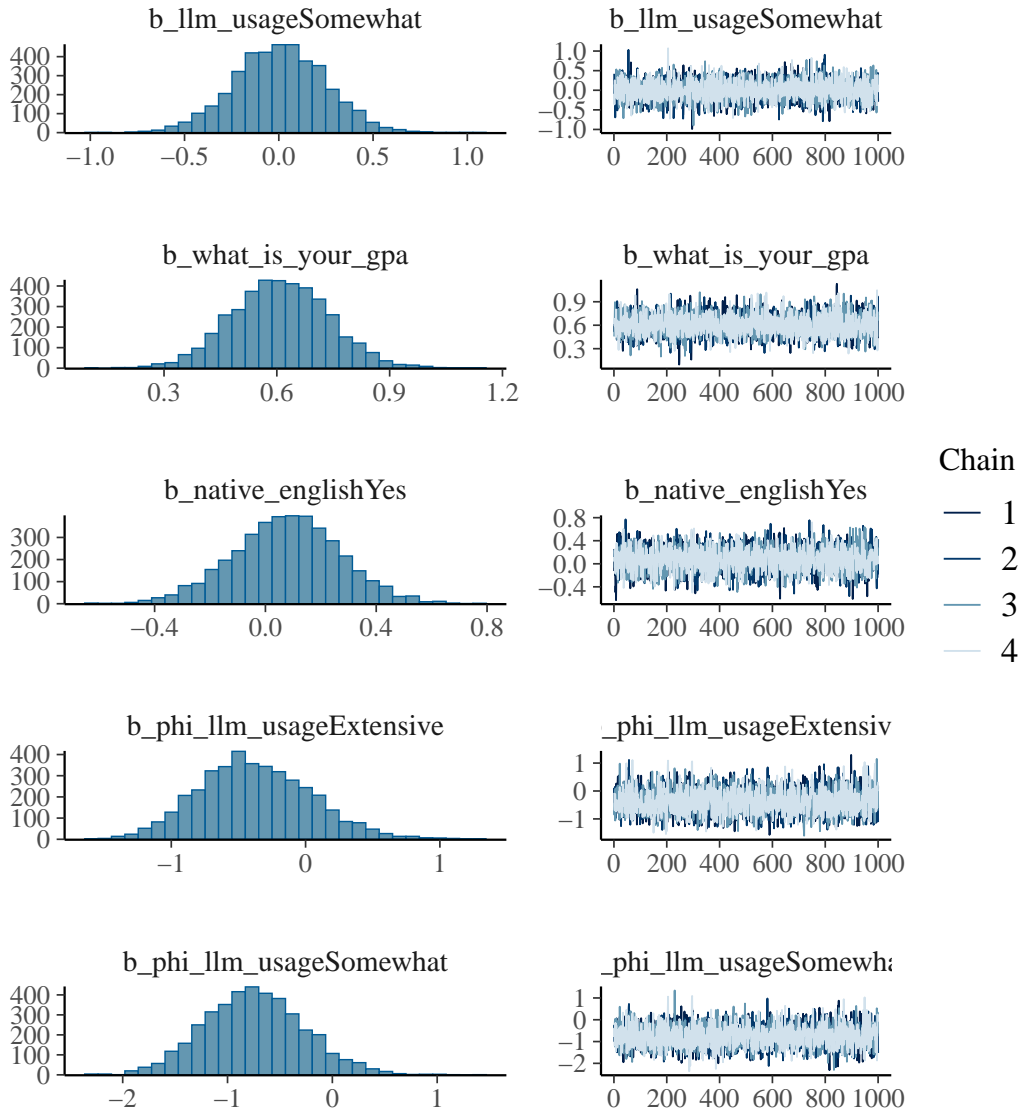 b_llm_usageSomewhat
b_llm_usageSomewhat
400
300
200
100
0
−1.0 −0.5 0.0 0.5 1.0
1.0
0.5
0.0
−0.5
−1.0
0 200 400 600 800 1000
b_what_is_your_gpa
b_what_is_your_gpa
400
300
200
100
0
0.3 0.6 0.9 1.2
0.9
0.6
0.3
0 200 400 600 800 1000
b_native_englishYes
b_native_englishYes
300
200
100
0
−0.4 0.0 0.4 0.8
0.8
0.4
0.0
−0.4
0 200 400 600 800 1000
Chain
1
2
3
4
b_phi_llm_usageExtensive
_phi_llm_usageExtensiv
400
300
200
100
0
−1 0 1
1
0
−1
0 200 400 600 800 1000
b_phi_llm_usageSomewhat
_phi_llm_usageSomewha
400
300
200
100
0
−2 −1 0 1
1
0
−1
−2
0 200 400 600 800 1000